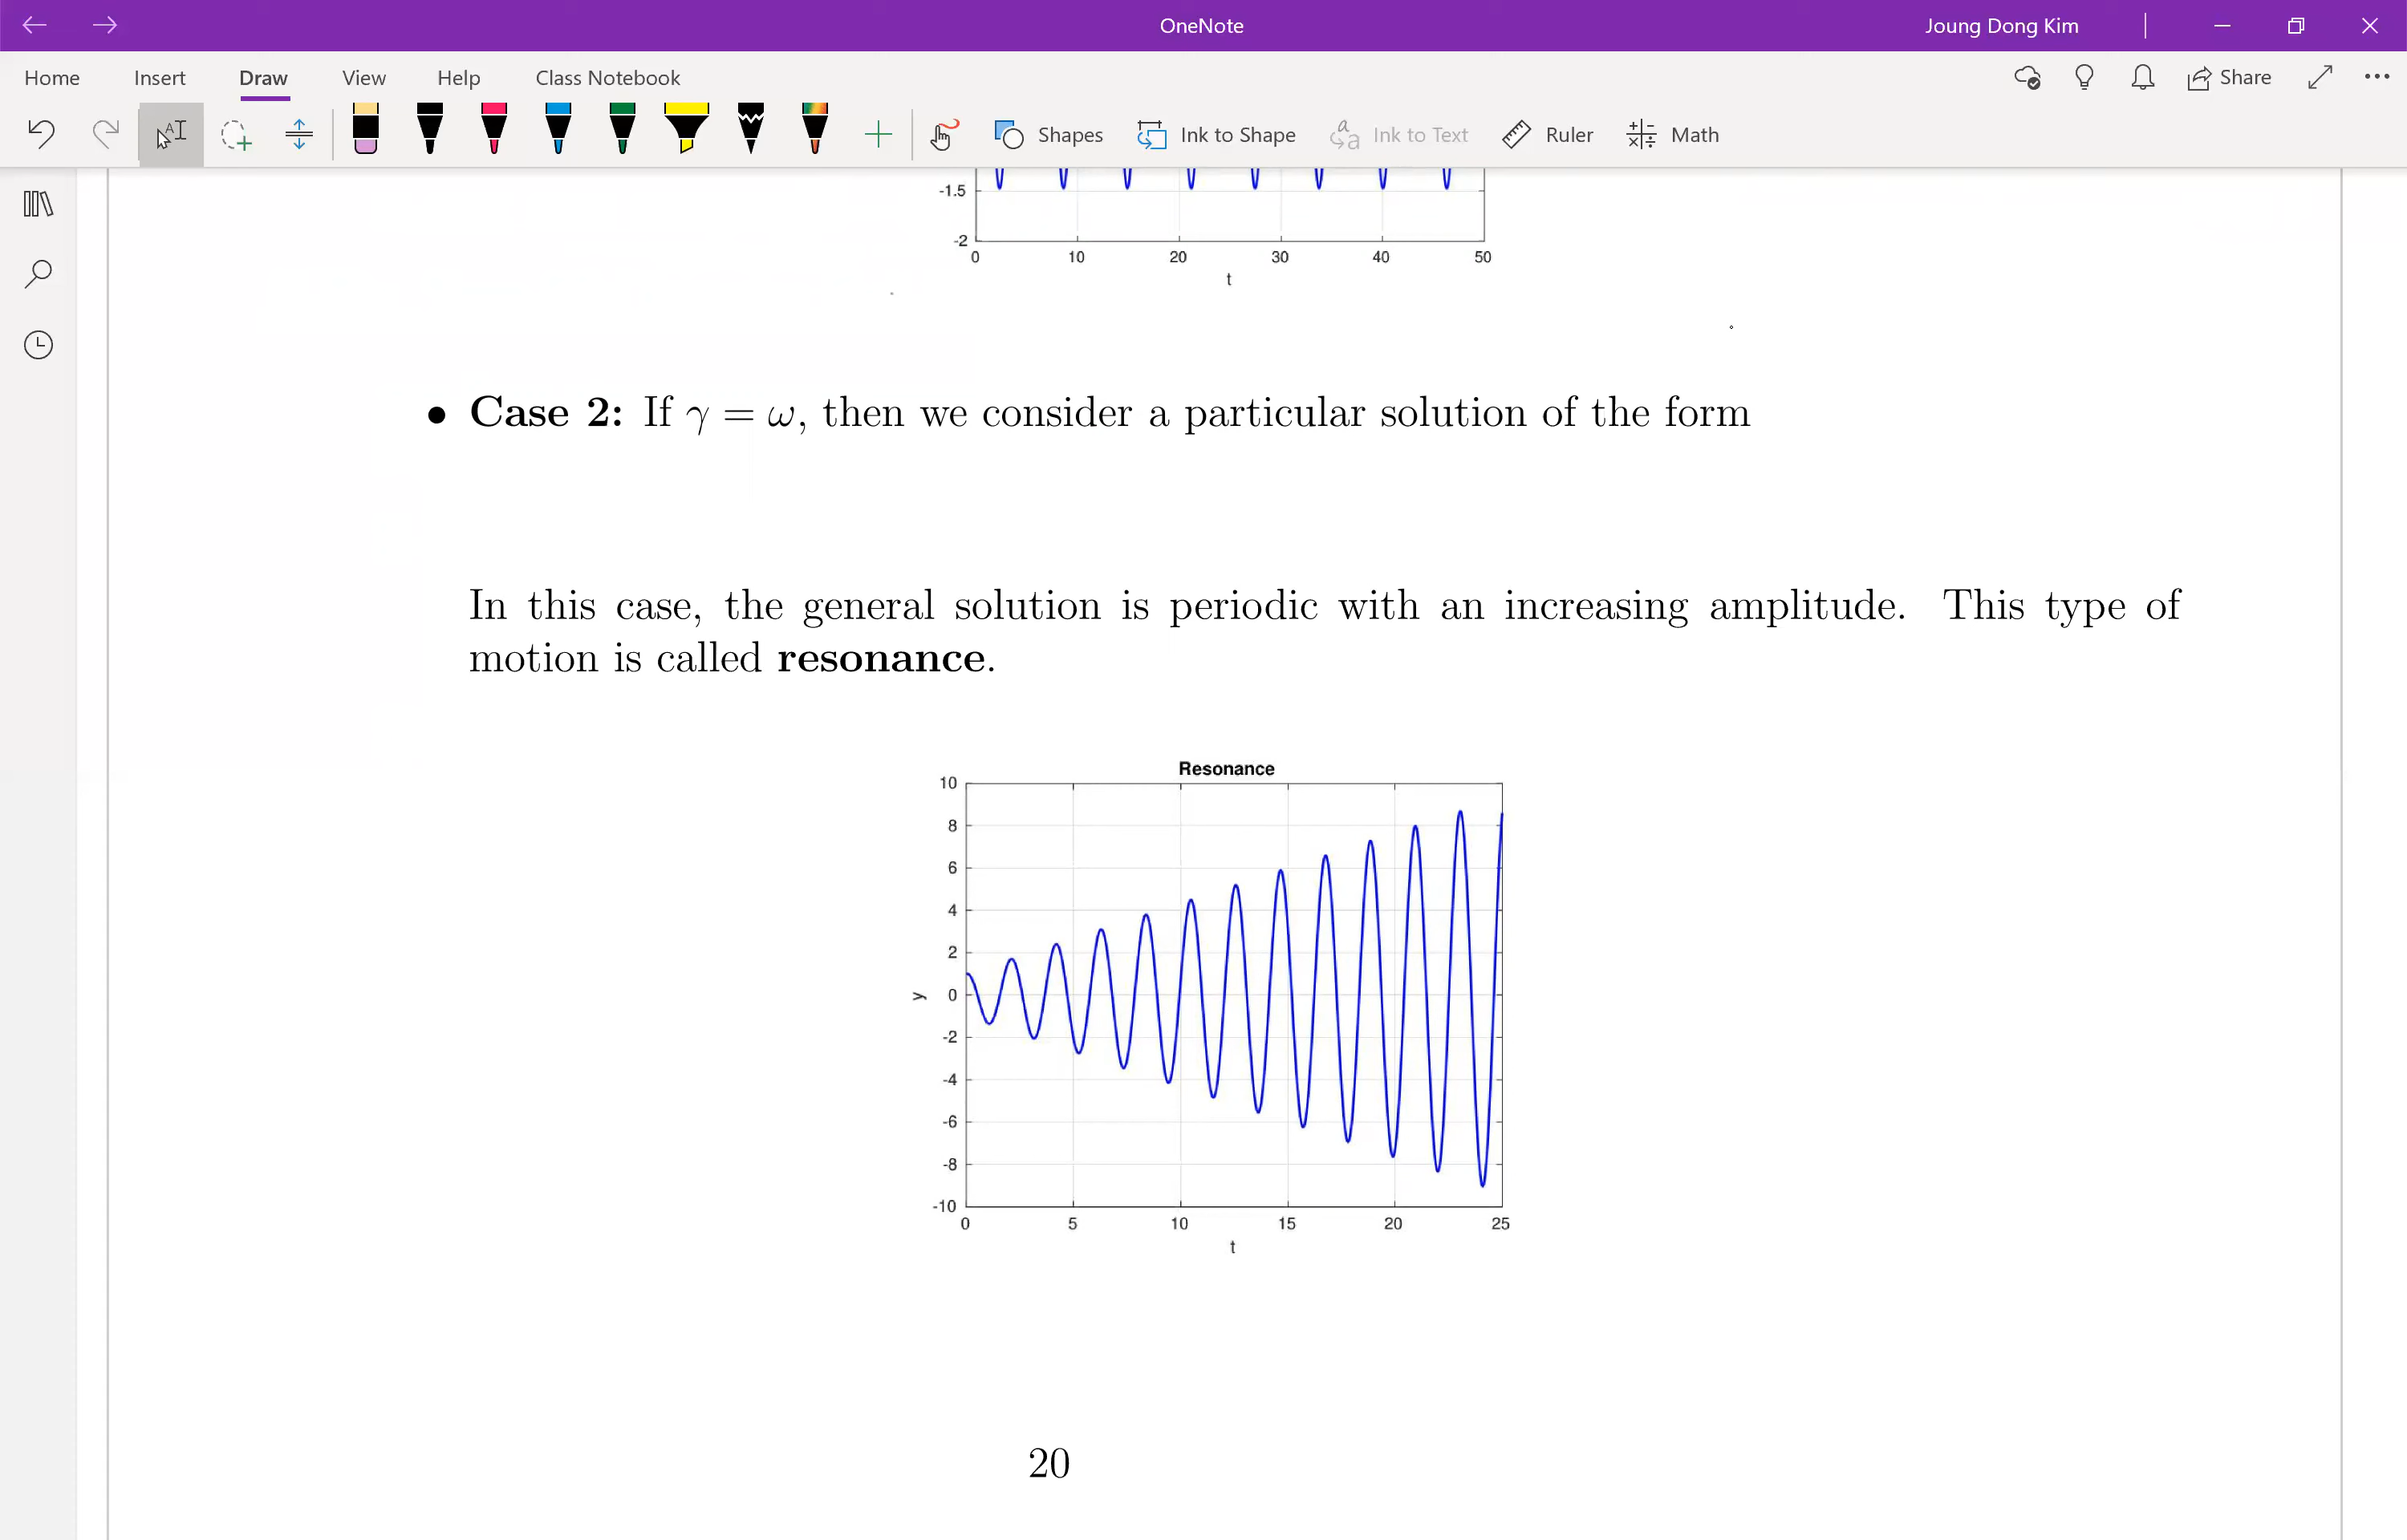 OneNote
Joung Dong Kim
Home Insert Draw View Help Class Notebook
Share
Shapes Ink to Shape Ink to Text Ruler Math
-1.5
-2
0 10 20 30 40 50
t
• Case 2: If γ = ω, then we consider a particular solution of the form
In this case, the general solution is periodic with an increasing amplitude. This type of
motion is called resonance.
Resonance
10
8
6
4
2
0
-2
-4
-6
-8
-10
y
0 5 10 15 20 25
t
20